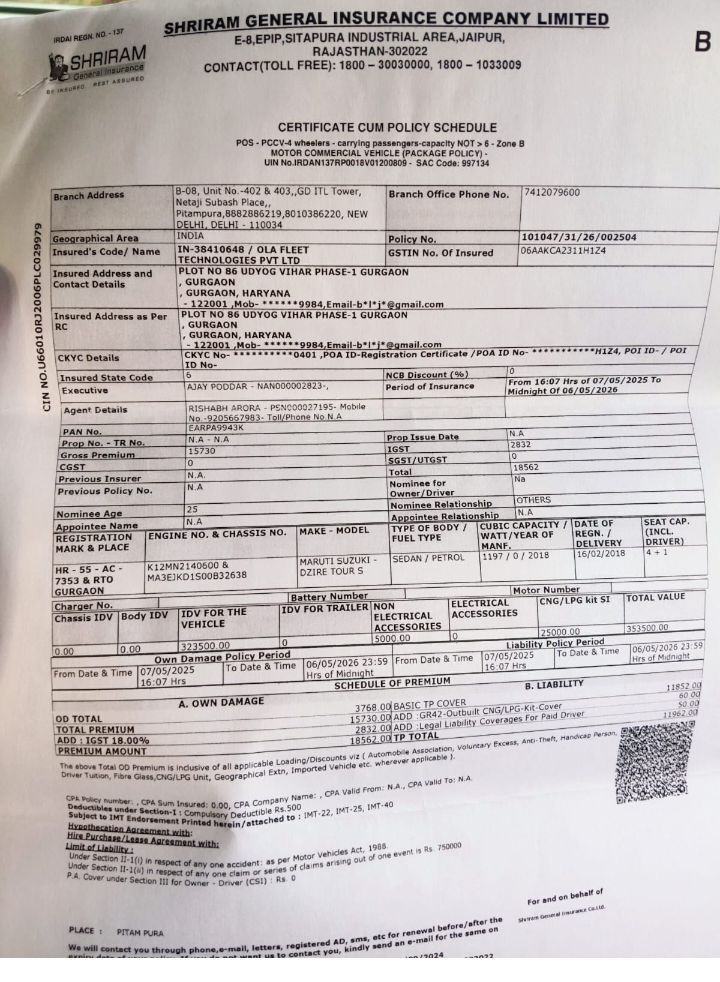 SHRIRAM GENERAL INSURANCE COMPANY LIMITED
IRDAI REGN. NO. - 137
E-8,EPIP,SITAPURA INDUSTRIAL AREA,JAIPUR,
RAJASTHAN-302022
CONTACT(TOLL FREE): 1800 - 30030000, 1800 - 1033009
B
SHRIRAM
General Insurance
BE INSURED. REST ASSURED
CERTIFICATE CUM POLICY SCHEDULE
POS - PCCV-4 wheelers - carrying passengers-capacity NOT > 6 - Zone B
MOTOR COMMERCIAL VEHICLE (PACKAGE POLICY) -
UIN No.IRDAN137RP0018V01200809 - SAC Code: 997134
CIN NO.U66010RJ2006PLC029979
Branch Address B-08, Unit No.-402 & 403,,GD ITL Tower, Netaji Subash Place,, Pitampura,8882886219,8010386220, NEW DELHI, DELHI - 110034 Branch Office Phone No. 7412079600
Geographical Area INDIA Policy No. 101047/31/26/002504
Insured's Code/ Name IN-38410648 / OLA FLEET TECHNOLOGIES PVT LTD GSTIN No. Of Insured 06AAKCA2311H1Z4
Insured Address and Contact Details PLOT NO 86 UDYOG VIHAR PHASE-1 GURGAON
, GURGAON
, GURGAON, HARYANA
- 122001 ,Mob- ******9984,Email-b*l*j*@gmail.com
Insured Address as Per RC PLOT NO 86 UDYOG VIHAR PHASE-1 GURGAON
, GURGAON
, GURGAON, HARYANA
- 122001 ,Mob- ******9984,Email-b*l*j*@gmail.com
CKYC Details CKYC No- **********0401 ,POA ID-Registration Certificate /POA ID No- ***********H1Z4, POI ID- / POI ID No-
Insured State Code 6 NCB Discount (%) 0
Executive AJAY PODDAR - NAN000002823-, Period of Insurance From 16:07 Hrs of 07/05/2025 To Midnight Of 06/05/2026
Agent Details RISHABH ARORA - PSN000027195- Mobile No.-9205667983- Toll/Phone No.N.A
PAN No. EARPA9943K
Prop No. - TR No. N.A - N.A Prop Issue Date N.A
Gross Premium 15730 IGST 2832
CGST 0 SGST/UTGST 0
Previous Insurer N.A. Total 18562
Previous Policy No. N.A Nominee for Owner/Driver Na
Nominee Age 25 Nominee Relationship OTHERS
Appointee Name N.A Appointee Relationship N.A
REGISTRATION MARK & PLACE ENGINE NO. & CHASSIS NO. MAKE - MODEL TYPE OF BODY / FUEL TYPE CUBIC CAPACITY / WATT/YEAR OF MANF. DATE OF REGN. / DELIVERY SEAT CAP. (INCL. DRIVER)
HR - 55 - AC - 7353 & RTO GURGAON K12MN2140600 & MA3EJKD1S00B32638 MARUTI SUZUKI - DZIRE TOUR S SEDAN / PETROL 1197 / 0 / 2018 16/02/2018 4 + 1
Charger No. Battery Number Motor Number
Chassis IDV Body IDV IDV FOR THE VEHICLE IDV FOR TRAILER NON ELECTRICAL ACCESSORIES ELECTRICAL ACCESSORIES CNG/LPG kit SI TOTAL VALUE
0.00 0.00 323500.00 0 5000.00 0 25000.00 353500.00
Own Damage Policy Period Liability Policy Period
From Date & Time 07/05/2025 16:07 Hrs To Date & Time 06/05/2026 23:59 Hrs of Midnight From Date & Time 07/05/2025 16:07 Hrs To Date & Time 06/05/2026 23:59 Hrs of Midnight
SCHEDULE OF PREMIUM
A. OWN DAMAGE B. LIABILITY
OD TOTAL 3768.00 BASIC TP COVER 11852.00
TOTAL PREMIUM 15730.00 ADD :GR42-Outbuilt CNG/LPG-Kit-Cover 60.00
ADD : IGST 18.00% 2832.00 ADD :Legal Liability Coverages For Paid Driver 50.00
PREMIUM AMOUNT 18562.00 TP TOTAL 11962.00
The above Total OD Premium is inclusive of all applicable Loading/Discounts viz ( Automobile Association, Voluntary Excess, Anti-Theft, Handicap Person,
Driver Tuition, Fibre Glass,CNG/LPG Unit, Geographical Extn, Imported Vehicle etc. wherever applicable ).
CPA Policy number: , CPA Sum Insured: 0.00, CPA Company Name: , CPA Valid From: N.A., CPA Valid To: N.A.
Deductibles under Section-I : Compulsory Deductible Rs.500
Subject to IMT Endorsement Printed herein/attached to : IMT-22, IMT-25, IMT-40
Hypothecation Agreement with:
Hire Purchase/Lease Agreement with:
Limit of Liability :
Under Section II-1(i) in respect of any one accident: as per Motor Vehicles Act, 1988.
Under Section II-1(ii) in respect of any one claim or series of claims arising out of one event is Rs. 750000
P.A. Cover under Section III for Owner - Driver (CSI) : Rs. 0
For and on behalf of
Shriram General Insurance Co.Ltd.
PLACE : PITAM PURA
We will contact you through phone,e-mail, letters, registered AD, sms, etc for renewal before/after the
us to contact you, kindly send an e-mail for the same on